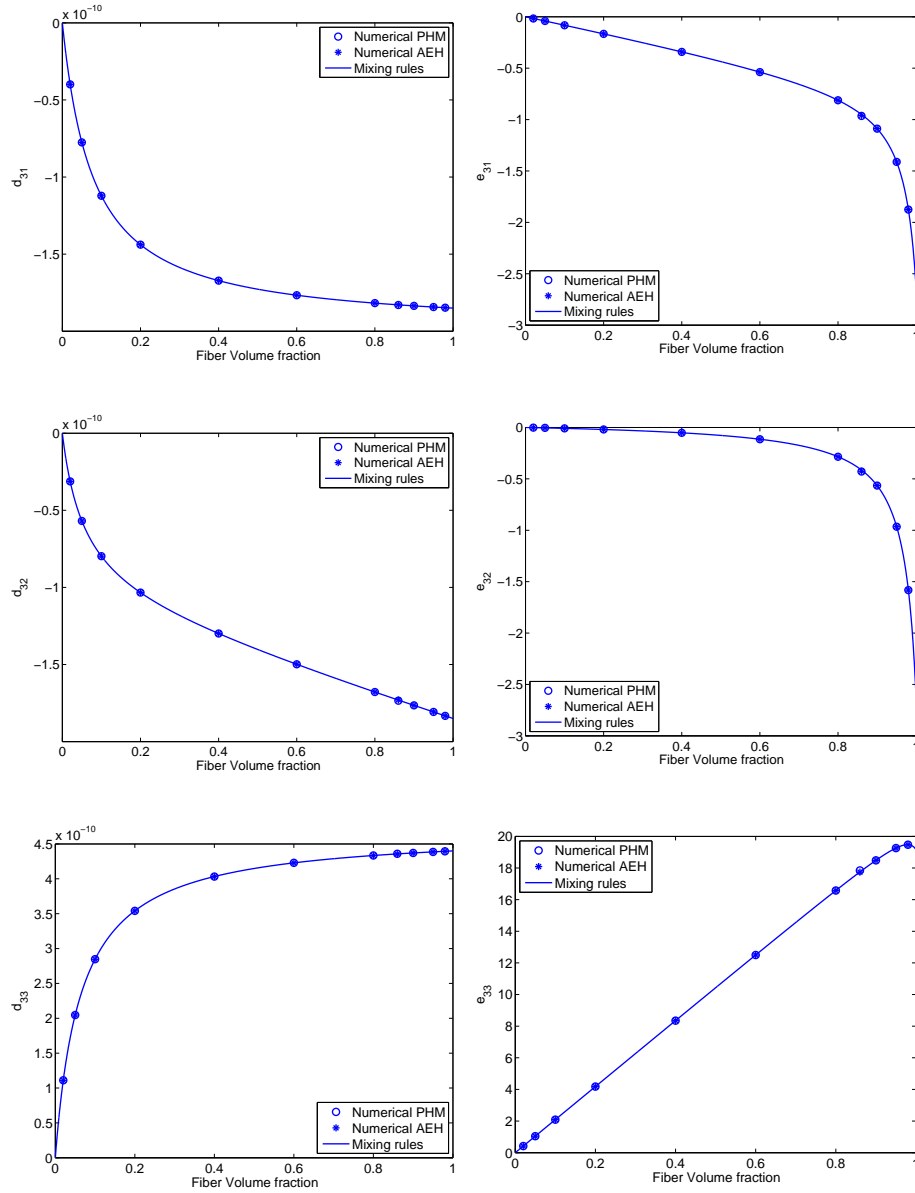 x 10⁻¹⁰
0
−0.5
−1
−1.5
d31
0 0.2 0.4 0.6 0.8 1
Fiber Volume fraction
Numerical PHM
Numerical AEH
Mixing rules
0
−0.5
−1
−1.5
−2
−2.5
−3
e31
0 0.2 0.4 0.6 0.8 1
Fiber Volume fraction
Numerical PHM
Numerical AEH
Mixing rules
x 10⁻¹⁰
0
−0.5
−1
−1.5
d32
0 0.2 0.4 0.6 0.8 1
Fiber Volume fraction
Numerical PHM
Numerical AEH
Mixing rules
0
−0.5
−1
−1.5
−2
−2.5
−3
e32
0 0.2 0.4 0.6 0.8 1
Fiber Volume fraction
Numerical PHM
Numerical AEH
Mixing rules
x 10⁻¹⁰
4.5
4
3.5
3
2.5
2
1.5
1
0.5
0
d33
0 0.2 0.4 0.6 0.8 1
Fiber Volume fraction
Numerical PHM
Numerical AEH
Mixing rules
20
18
16
14
12
10
8
6
4
2
0
e33
0 0.2 0.4 0.6 0.8 1
Fiber Volume fraction
Numerical PHM
Numerical AEH
Mixing rules